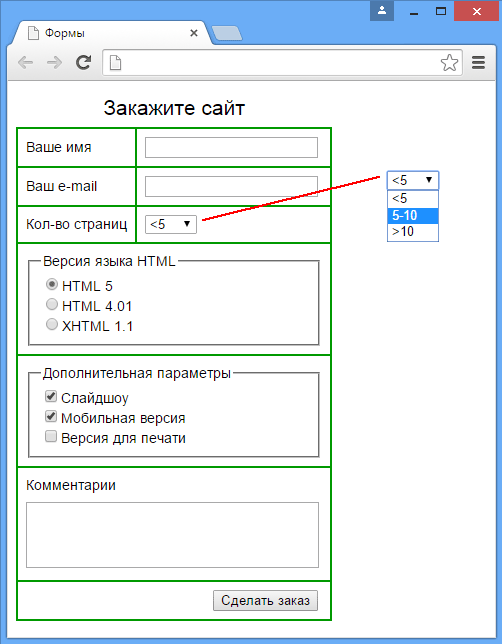 Формы
Закажите сайт
Ваше имя
Ваш e-mail
Кол-во страниц
<5
<5
<5
5-10
>10
Версия языка HTML
HTML 5
HTML 4.01
XHTML 1.1
Дополнительная параметры
Слайдшоу
Мобильная версия
Версия для печати
Комментарии
Сделать заказ